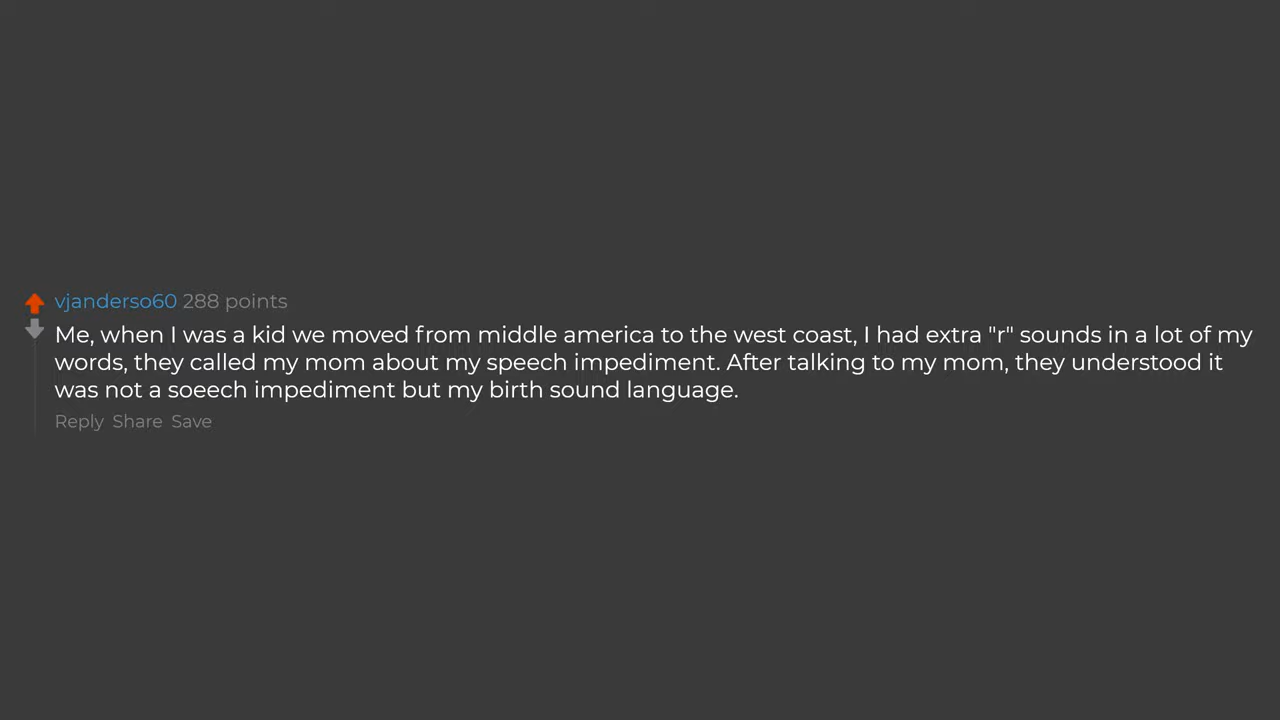 vjanderso60 288 points
Me, when I was a kid we moved from middle america to the west coast, I had extra "r" sounds in a lot of my
words, they called my mom about my speech impediment. After talking to my mom, they understood it
was not a soeech impediment but my birth sound language.
Reply Share Save